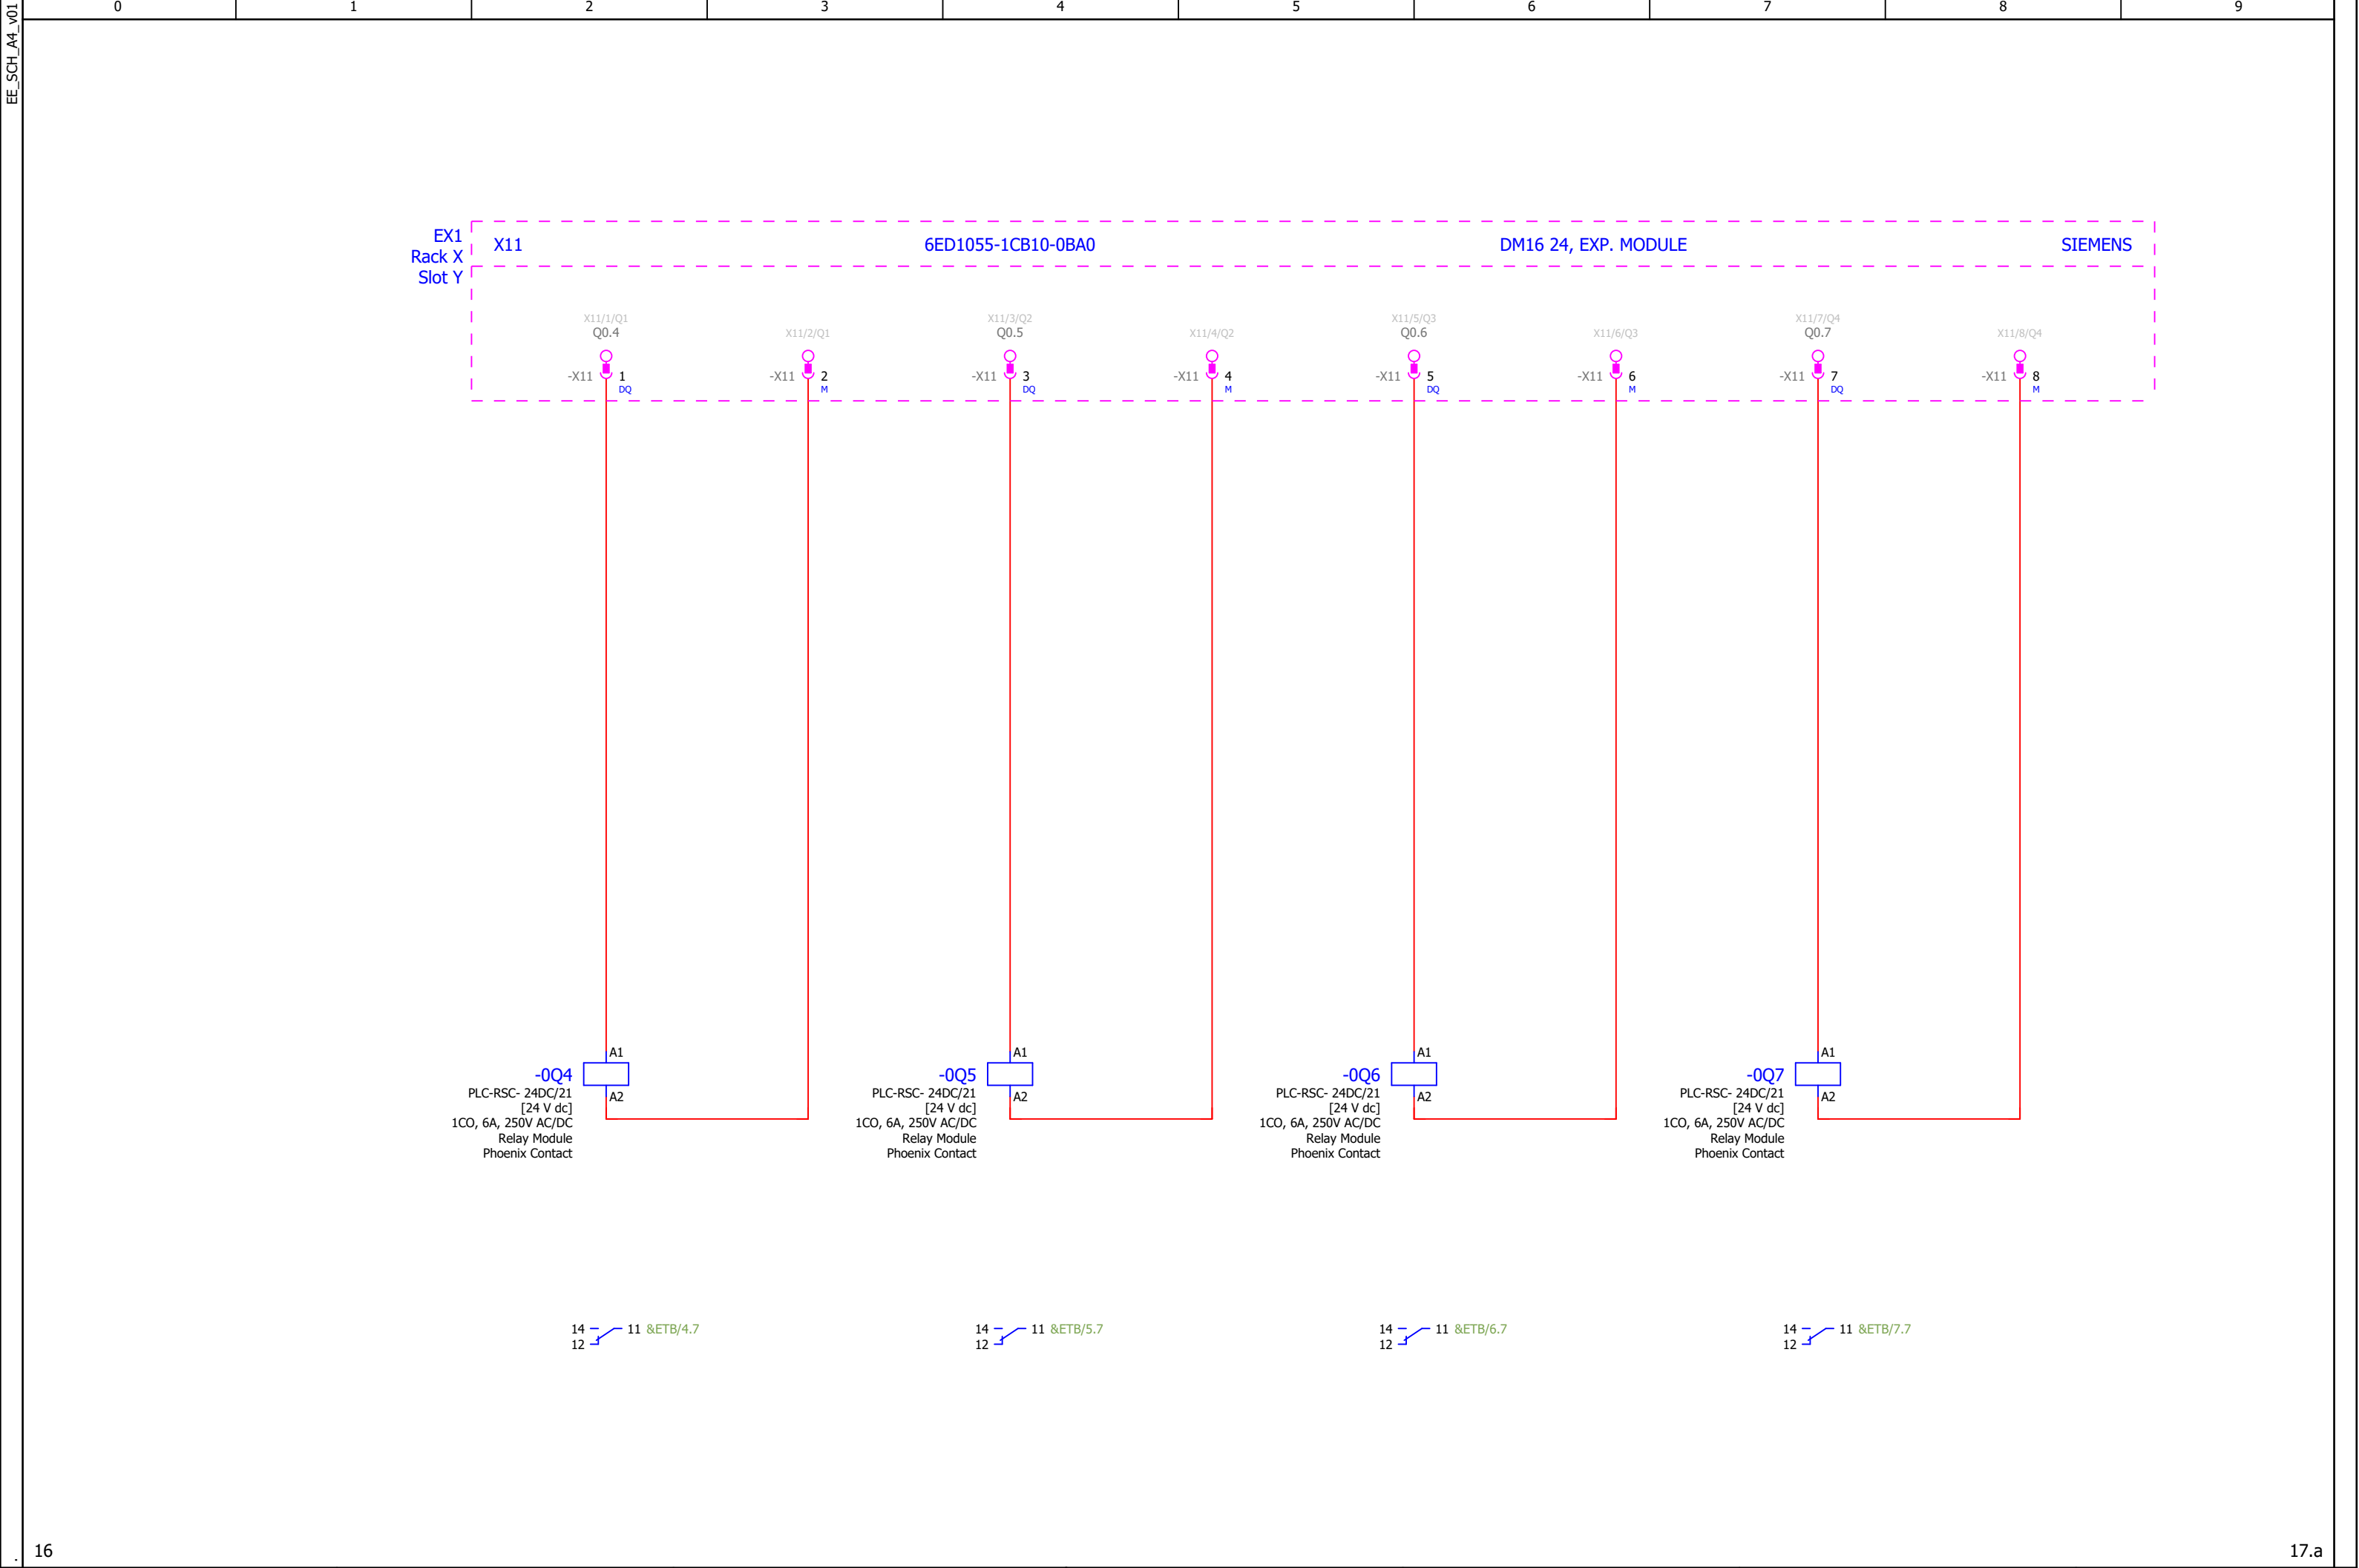 0 1 2 3 4 5 6 7 8 9
EE_SCH_A4_v01
EX1
Rack X
Slot Y
X11 6ED1055-1CB10-0BA0 DM16 24, EXP. MODULE SIEMENS
X11/1/Q1 X11/3/Q2 X11/5/Q3 X11/7/Q4
Q0.4 X11/2/Q1 Q0.5 X11/4/Q2 Q0.6 X11/6/Q3 Q0.7 X11/8/Q4
-X11 1 -X11 2 -X11 3 -X11 4 -X11 5 -X11 6 -X11 7 -X11 8
DQ M DQ M DQ M DQ M
A1 A1 A1 A1
-0Q4 -0Q5 -0Q6 -0Q7
PLC-RSC- 24DC/21 A2 PLC-RSC- 24DC/21 A2 PLC-RSC- 24DC/21 A2 PLC-RSC- 24DC/21 A2
[24 V dc] [24 V dc] [24 V dc] [24 V dc]
1CO, 6A, 250V AC/DC 1CO, 6A, 250V AC/DC 1CO, 6A, 250V AC/DC 1CO, 6A, 250V AC/DC
Relay Module Relay Module Relay Module Relay Module
Phoenix Contact Phoenix Contact Phoenix Contact Phoenix Contact
14 11 &ETB/4.7 14 11 &ETB/5.7 14 11 &ETB/6.7 14 11 &ETB/7.7
12 12 12 12
16 17.a